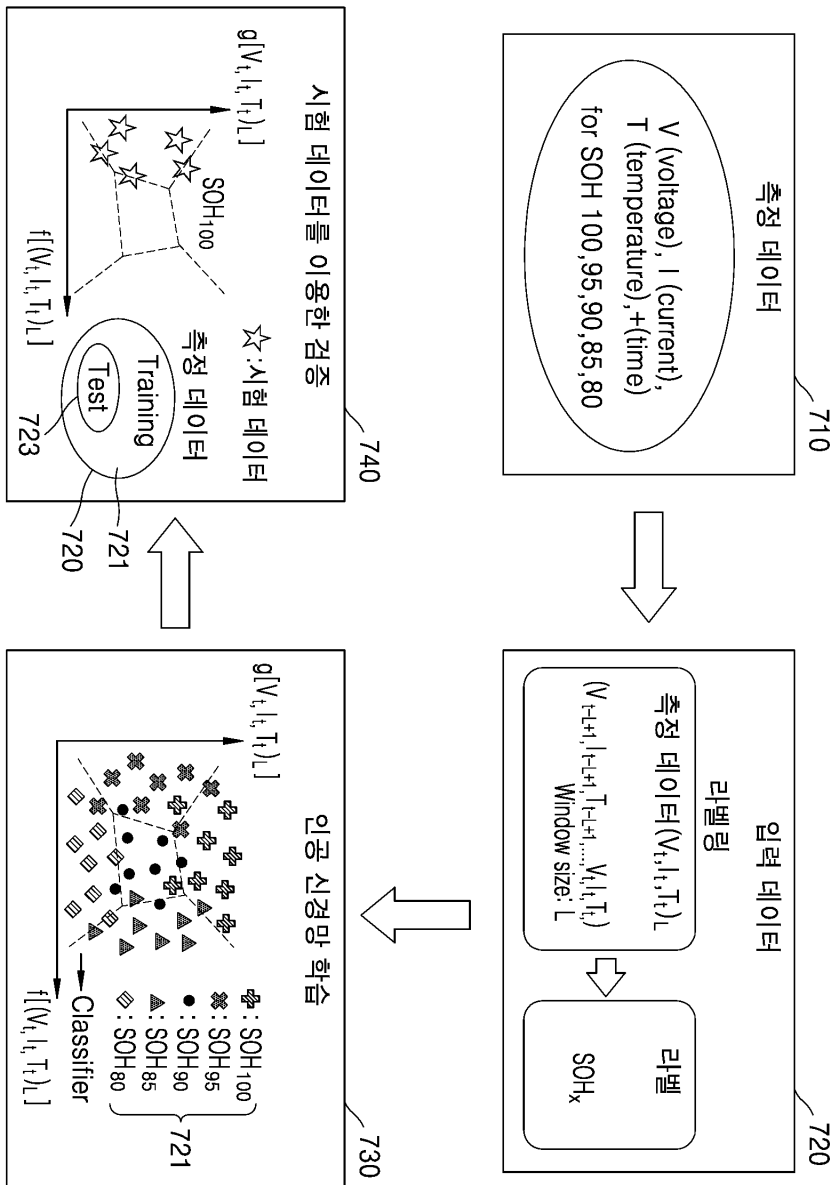 측정 데이터
V (voltage), I (current),
T (temperature),+(time)
for SOH 100,95,90,85,80
710
입력 데이터
라벨링
측정 데이터(Vt,It,Tt)L
(Vt-L+1,It-L+1,Tt-L+1,...,Vt,It,Tt)
Window size: L
라벨
SOHx
720
인공 신경망 학습
g[Vt,It,Tt)L]
f[(Vt,It,Tt)L]
Classifier
: SOH100
: SOH95
: SOH90
: SOH85
: SOH80
721
730
시험 데이터를 이용한 검증
g[Vt,It,Tt)L]
SOH100
f[(Vt,It,Tt)L]
☆:시험 데이터
측정 데이터
Training
Test
723
720
721
740